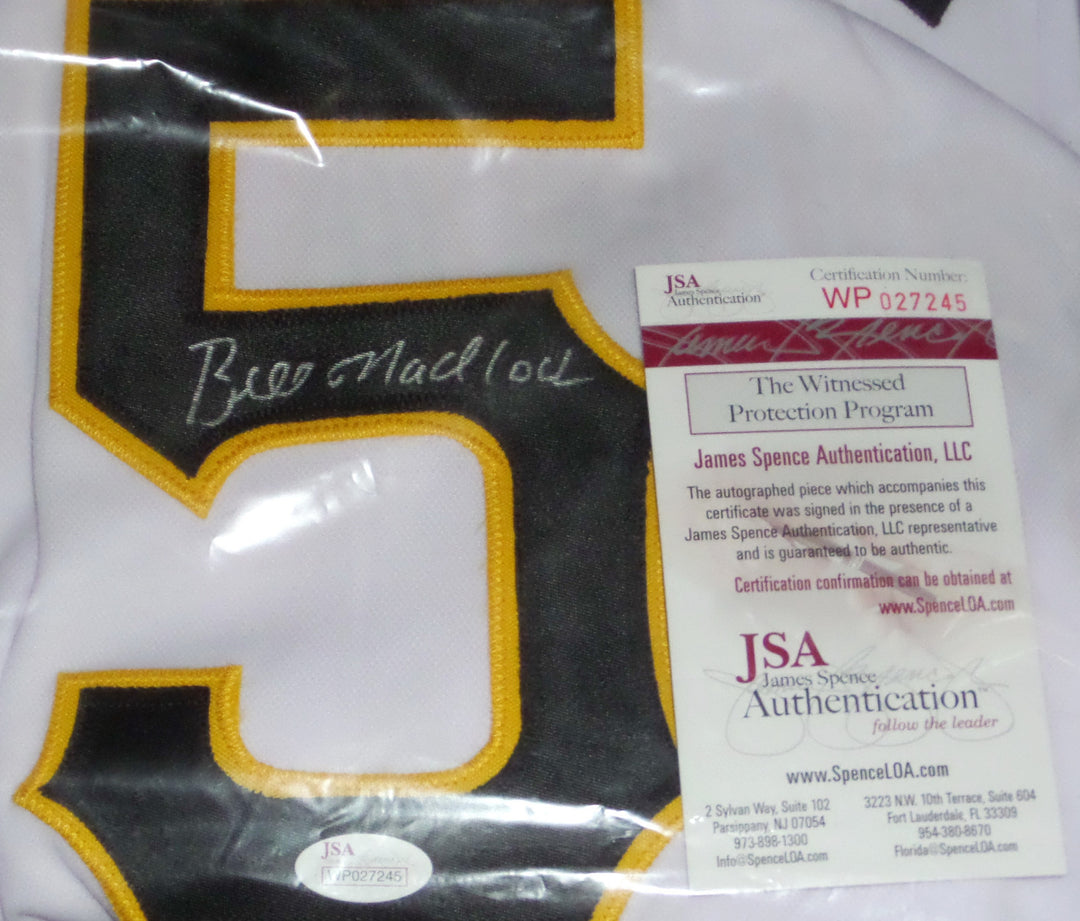 5
Bill Madlock
JSA
James Spence
Authentication
Certification Number:
WP 027245
The Witnessed
Protection Program
James Spence Authentication, LLC
The autographed piece which accompanies this
certificate was signed in the presence of a
James Spence Authentication, LLC representative
and is guaranteed to be authentic.
Certification confirmation can be obtained at
www.SpenceLOA.com
JSA
James Spence
Authentication™
follow the leader
www.SpenceLOA.com
2 Sylvan Way, Suite 102
Parsippany, NJ 07054
973-898-1300
Info@SpenceLOA.com
3223 N.W. 10th Terrace, Suite 604
Fort Lauderdale, FL 33309
954-380-8670
Florida@SpenceLOA.com
JSA
WP027245